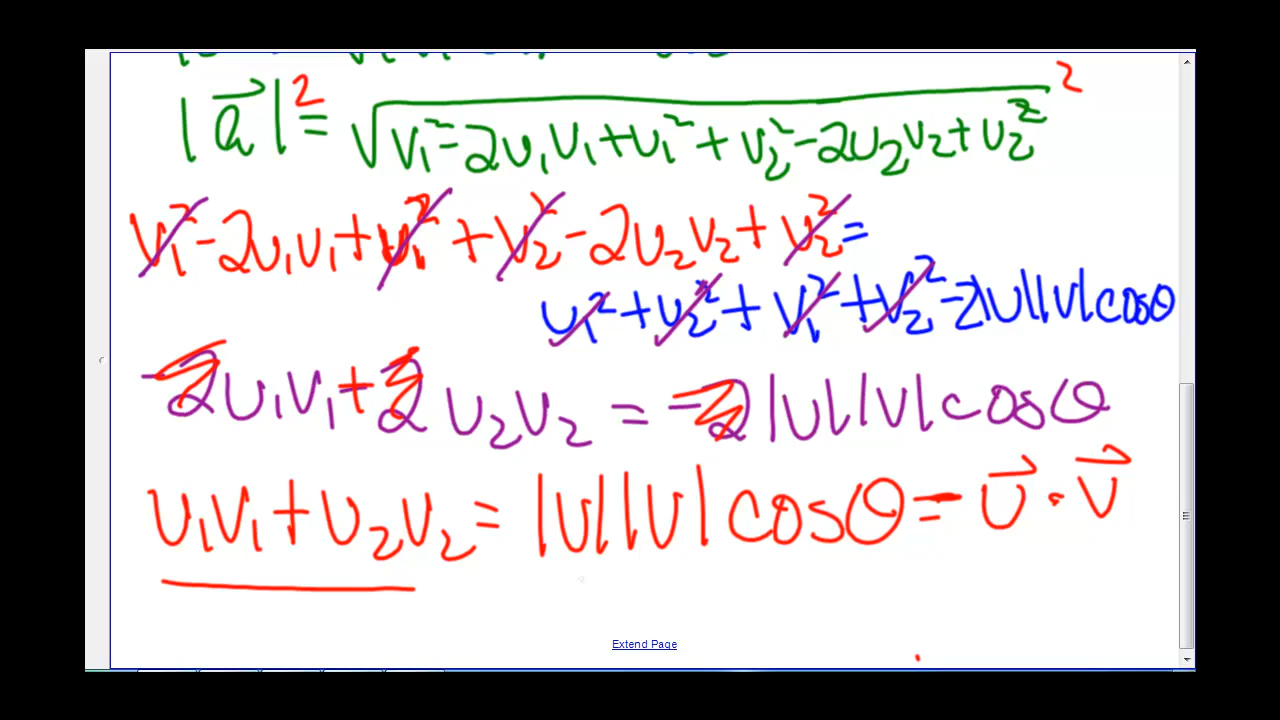 |a⃗|² = √(v₁² - 2u₁v₁ + u₁² + v₂² - 2u₂v₂ + u₂²) ²
v₁² - 2u₁v₁ + u₁² + v₂² - 2u₂v₂ + u₂² =
u₁² + u₂² + v₁² + v₂² - 2|u||v|cosθ
-2u₁v₁ + 2u₂v₂ = -2|u||v|cosθ
u₁v₁ + u₂v₂ = |u||v|cosθ = u⃗ · v⃗
Extend Page